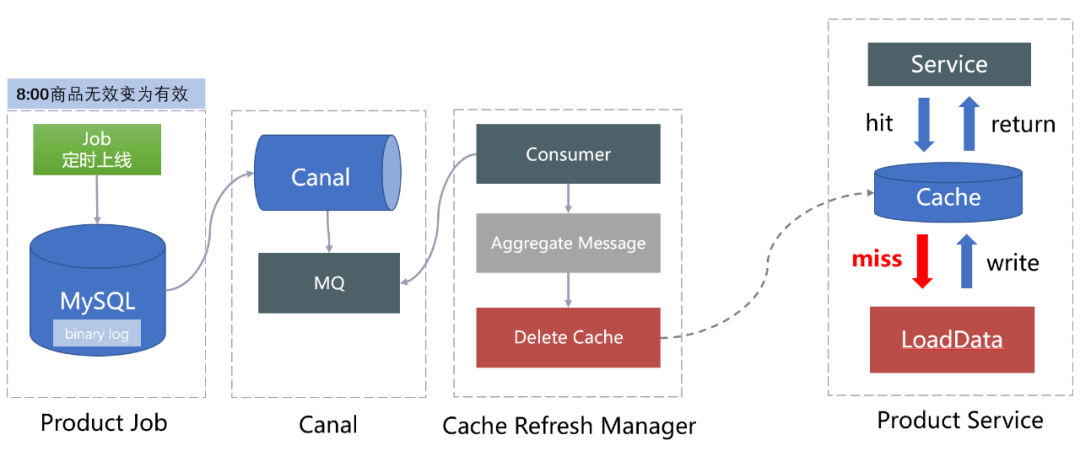 8:00商品无效变为有效
Job
定时上线
MySQL
binary log
Product Job
Canal
MQ
Canal
Consumer
Aggregate Message
Delete Cache
Cache Refresh Manager
Service
hit
return
Cache
miss
write
LoadData
Product Service